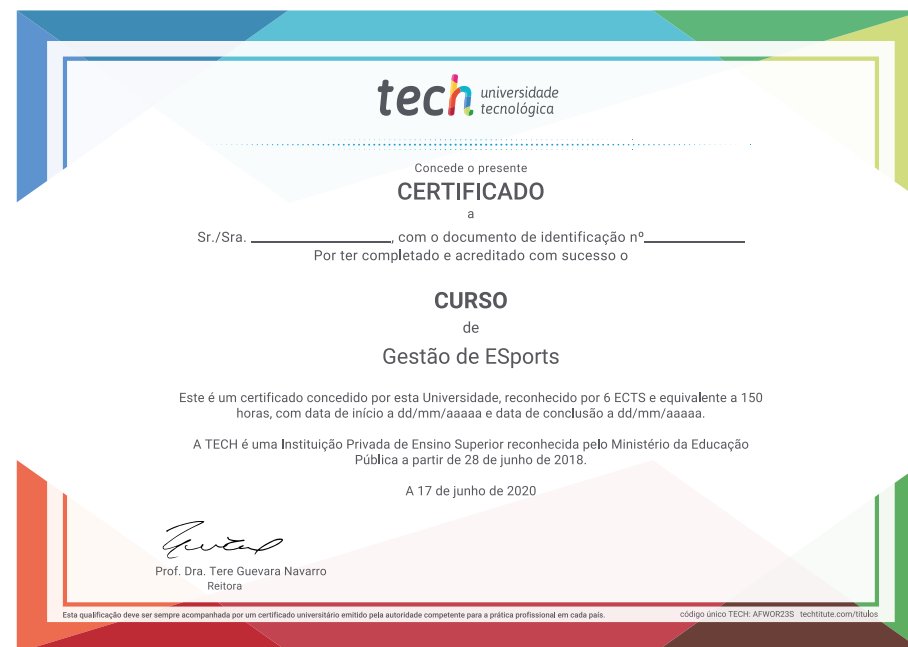 tech universidade
tecnológica
Concede o presente
CERTIFICADO
a
Sr./Sra. ____________________, com o documento de identificação nº______________
Por ter completado e acreditado com sucesso o
CURSO
de
Gestão de ESports
Este é um certificado concedido por esta Universidade, reconhecido por 6 ECTS e equivalente a 150
horas, com data de início a dd/mm/aaaaa e data de conclusão a dd/mm/aaaaa.
A TECH é uma Instituição Privada de Ensino Superior reconhecida pelo Ministério da Educação
Pública a partir de 28 de junho de 2018.
A 17 de junho de 2020
Prof. Dra. Tere Guevara Navarro
Reitora
Esta qualificação deve ser sempre acompanhada por um certificado universitário emitido pela autoridade competente para a prática profissional em cada país.
código único TECH: AFWOR23S techtitute.com/titulos